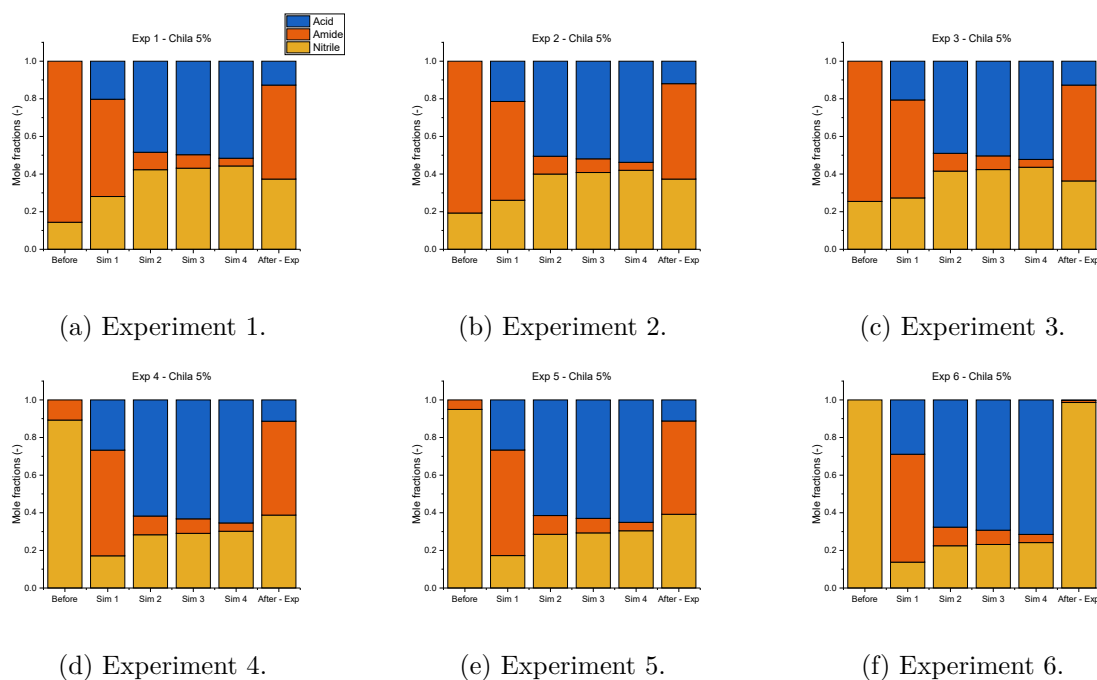 Acid
Amide
Nitrile
Exp 1 - Chila 5%
Mole fractions (-)
1.0
0.8
0.6
0.4
0.2
0.0
Before Sim 1 Sim 2 Sim 3 Sim 4 After - Exp
(a) Experiment 1.
Exp 2 - Chila 5%
Mole fractions (-)
1.0
0.8
0.6
0.4
0.2
0.0
Before Sim 1 Sim 2 Sim 3 Sim 4 After - Exp
(b) Experiment 2.
Exp 3 - Chila 5%
Mole fractions (-)
1.0
0.8
0.6
0.4
0.2
0.0
Before Sim 1 Sim 2 Sim 3 Sim 4 After - Exp
(c) Experiment 3.
Exp 4 - Chila 5%
Mole fractions (-)
1.0
0.8
0.6
0.4
0.2
0.0
Before Sim 1 Sim 2 Sim 3 Sim 4 After - Exp
(d) Experiment 4.
Exp 5 - Chila 5%
Mole fractions (-)
1.0
0.8
0.6
0.4
0.2
0.0
Before Sim 1 Sim 2 Sim 3 Sim 4 After - Exp
(e) Experiment 5.
Exp 6 - Chila 5%
Mole fractions (-)
1.0
0.8
0.6
0.4
0.2
0.0
Before Sim 1 Sim 2 Sim 3 Sim 4 After - Exp
(f) Experiment 6.